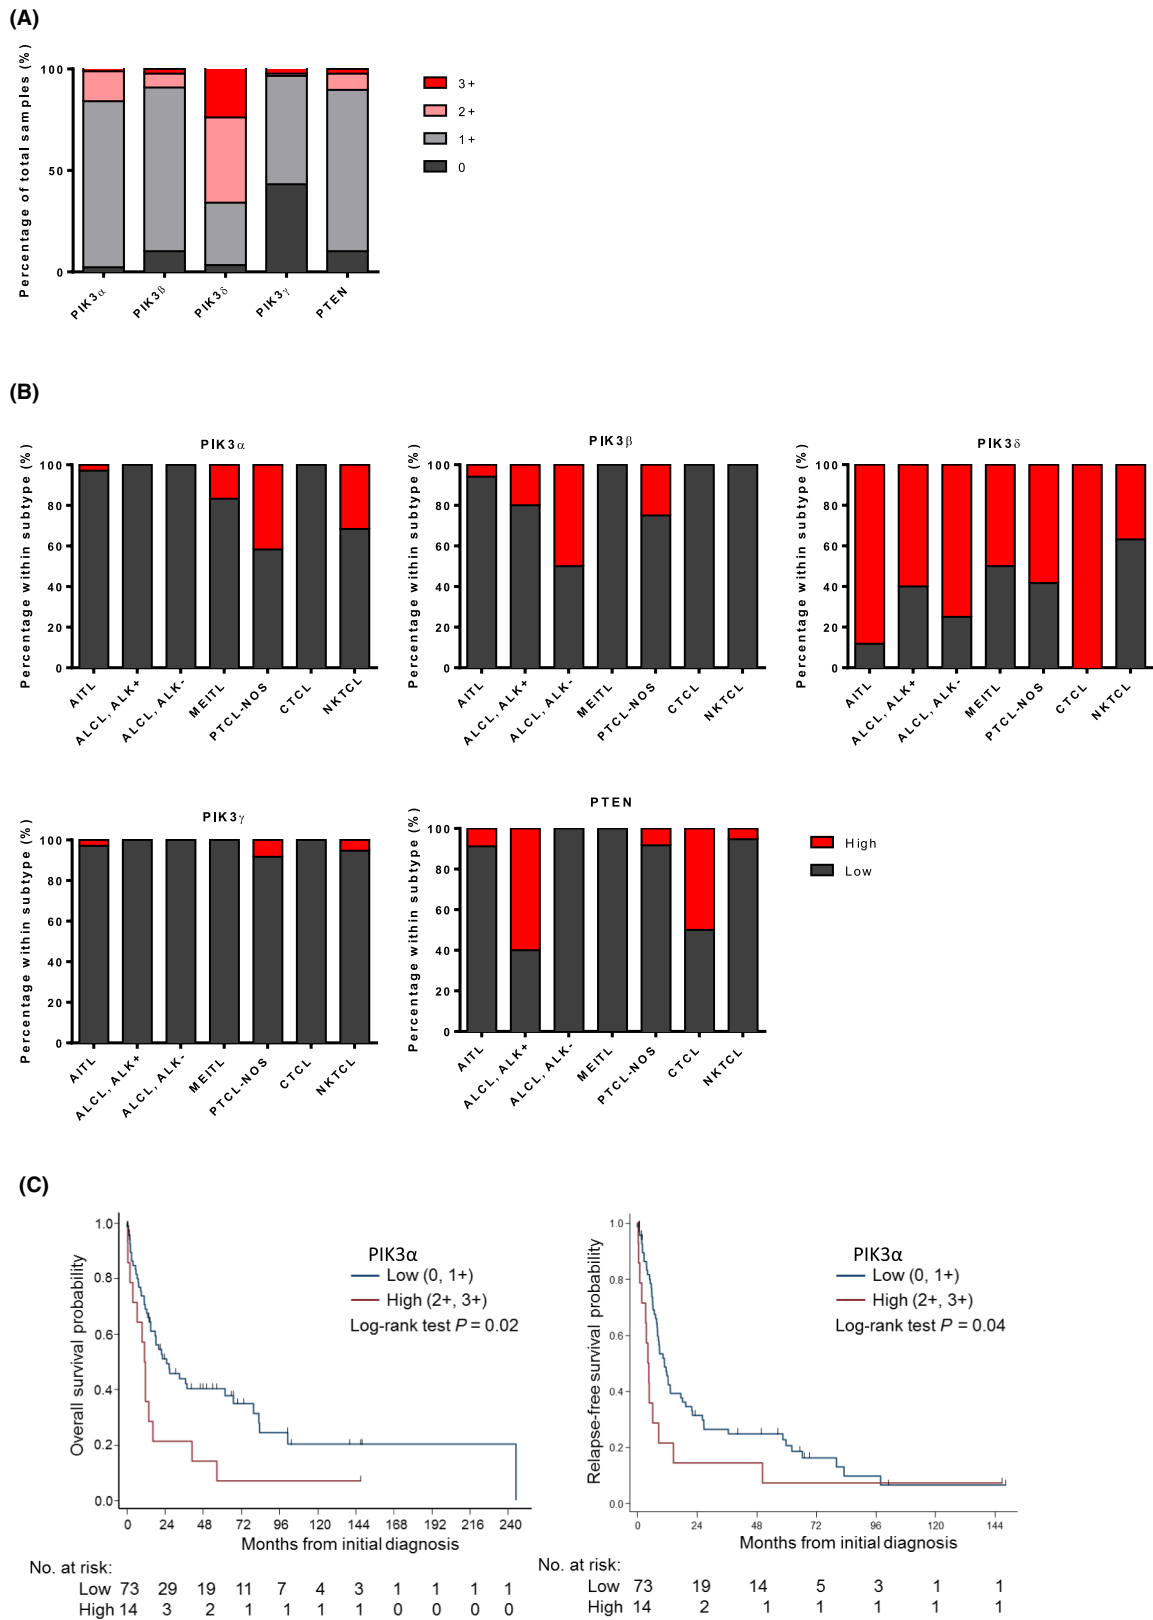 (A)
Percentage of total samples (%)
100
50
0
PIK3α
PIK3β
PIK3δ
PIK3γ
PTEN
3+
2+
1+
0
(B)
PIK3α
Percentage within subtype (%)
100
80
60
40
20
0
AITL
ALCL, ALK+
ALCL, ALK-
MEITL
PTCL-NOS
CTCL
NKTCL
PIK3β
Percentage within subtype (%)
100
80
60
40
20
0
AITL
ALCL, ALK+
ALCL, ALK-
MEITL
PTCL-NOS
CTCL
NKTCL
PIK3δ
Percentage within subtype (%)
100
80
60
40
20
0
AITL
ALCL, ALK+
ALCL, ALK-
MEITL
PTCL-NOS
CTCL
NKTCL
PIK3γ
Percentage within subtype (%)
100
80
60
40
20
0
AITL
ALCL, ALK+
ALCL, ALK-
MEITL
PTCL-NOS
CTCL
NKTCL
PTEN
Percentage within subtype (%)
100
80
60
40
20
0
AITL
ALCL, ALK+
ALCL, ALK-
MEITL
PTCL-NOS
CTCL
NKTCL
High
Low
(C)
Overall survival probability
1.0
0.8
0.6
0.4
0.2
0.0
PIK3α
Low (0, 1+)
High (2+, 3+)
Log-rank test P = 0.02
0 24 48 72 96 120 144 168 192 216 240
Months from initial diagnosis
No. at risk:
Low 73 29 19 11 7 4 3 1 1 1 1
High 14 3 2 1 1 1 1 0 0 0 0
Relapse-free survival probability
1.0
0.8
0.6
0.4
0.2
0.0
PIK3α
Low (0, 1+)
High (2+, 3+)
Log-rank test P = 0.04
0 24 48 72 96 120 144
Months from initial diagnosis
No. at risk:
Low 73 19 14 5 3 1 1
High 14 2 1 1 1 1 1